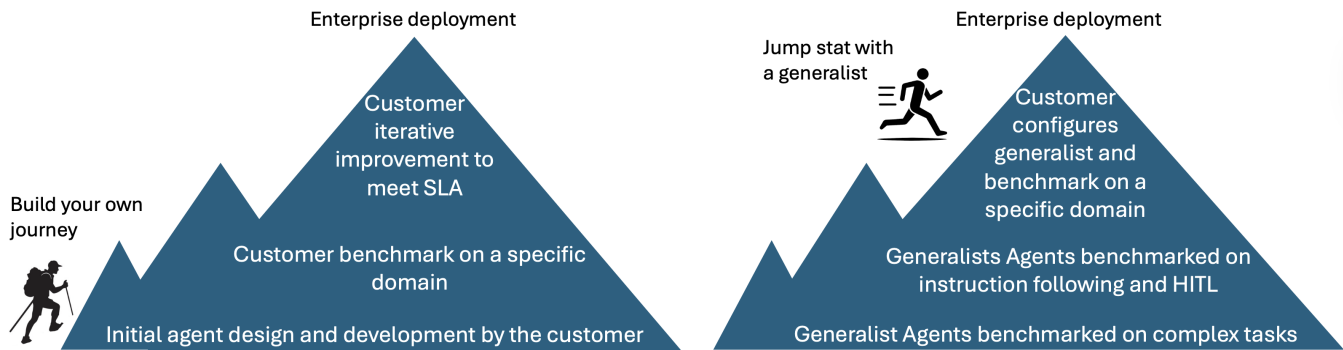 Enterprise deployment
Customer
iterative
improvement to
meet SLA
Build your own
journey
Customer benchmark on a specific
domain
Initial agent design and development by the customer
Enterprise deployment
Jump stat with
a generalist
Customer
configures
generalist and
benchmark on a
specific domain
Generalists Agents benchmarked on
instruction following and HITL
Generalist Agents benchmarked on complex tasks